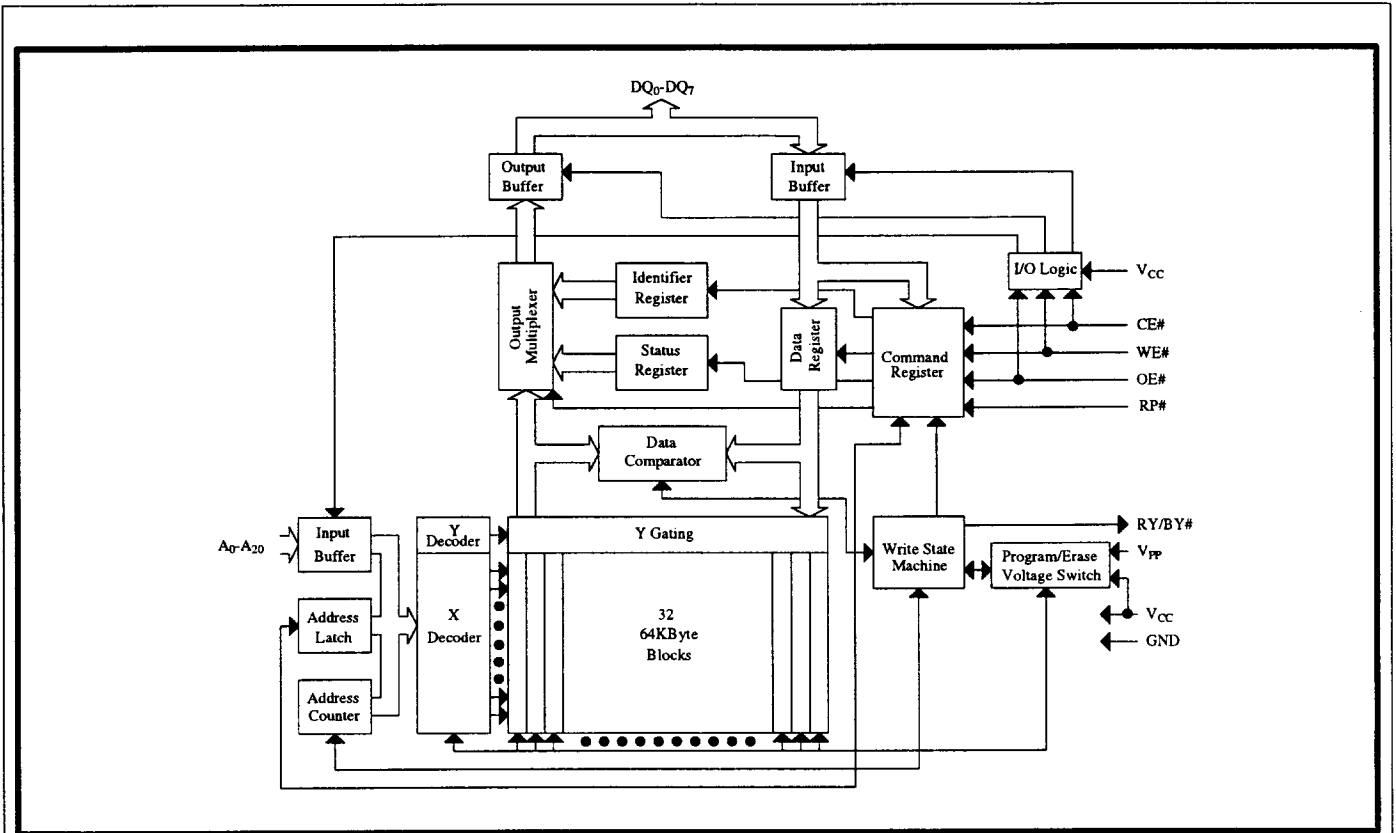 DQ0-DQ7
Output
Buffer
Input
Buffer
I/O Logic
VCC
Output
Multiplexer
Identifier
Register
Status
Register
Data
Register
Command
Register
CE#
WE#
OE#
RP#
Data
Comparator
A0-A20
Input
Buffer
Y
Decoder
Y Gating
Write State
Machine
RY/BY#
Program/Erase
Voltage Switch
VPP
VCC
GND
Address
Latch
X
Decoder
32
64KByte
Blocks
Address
Counter